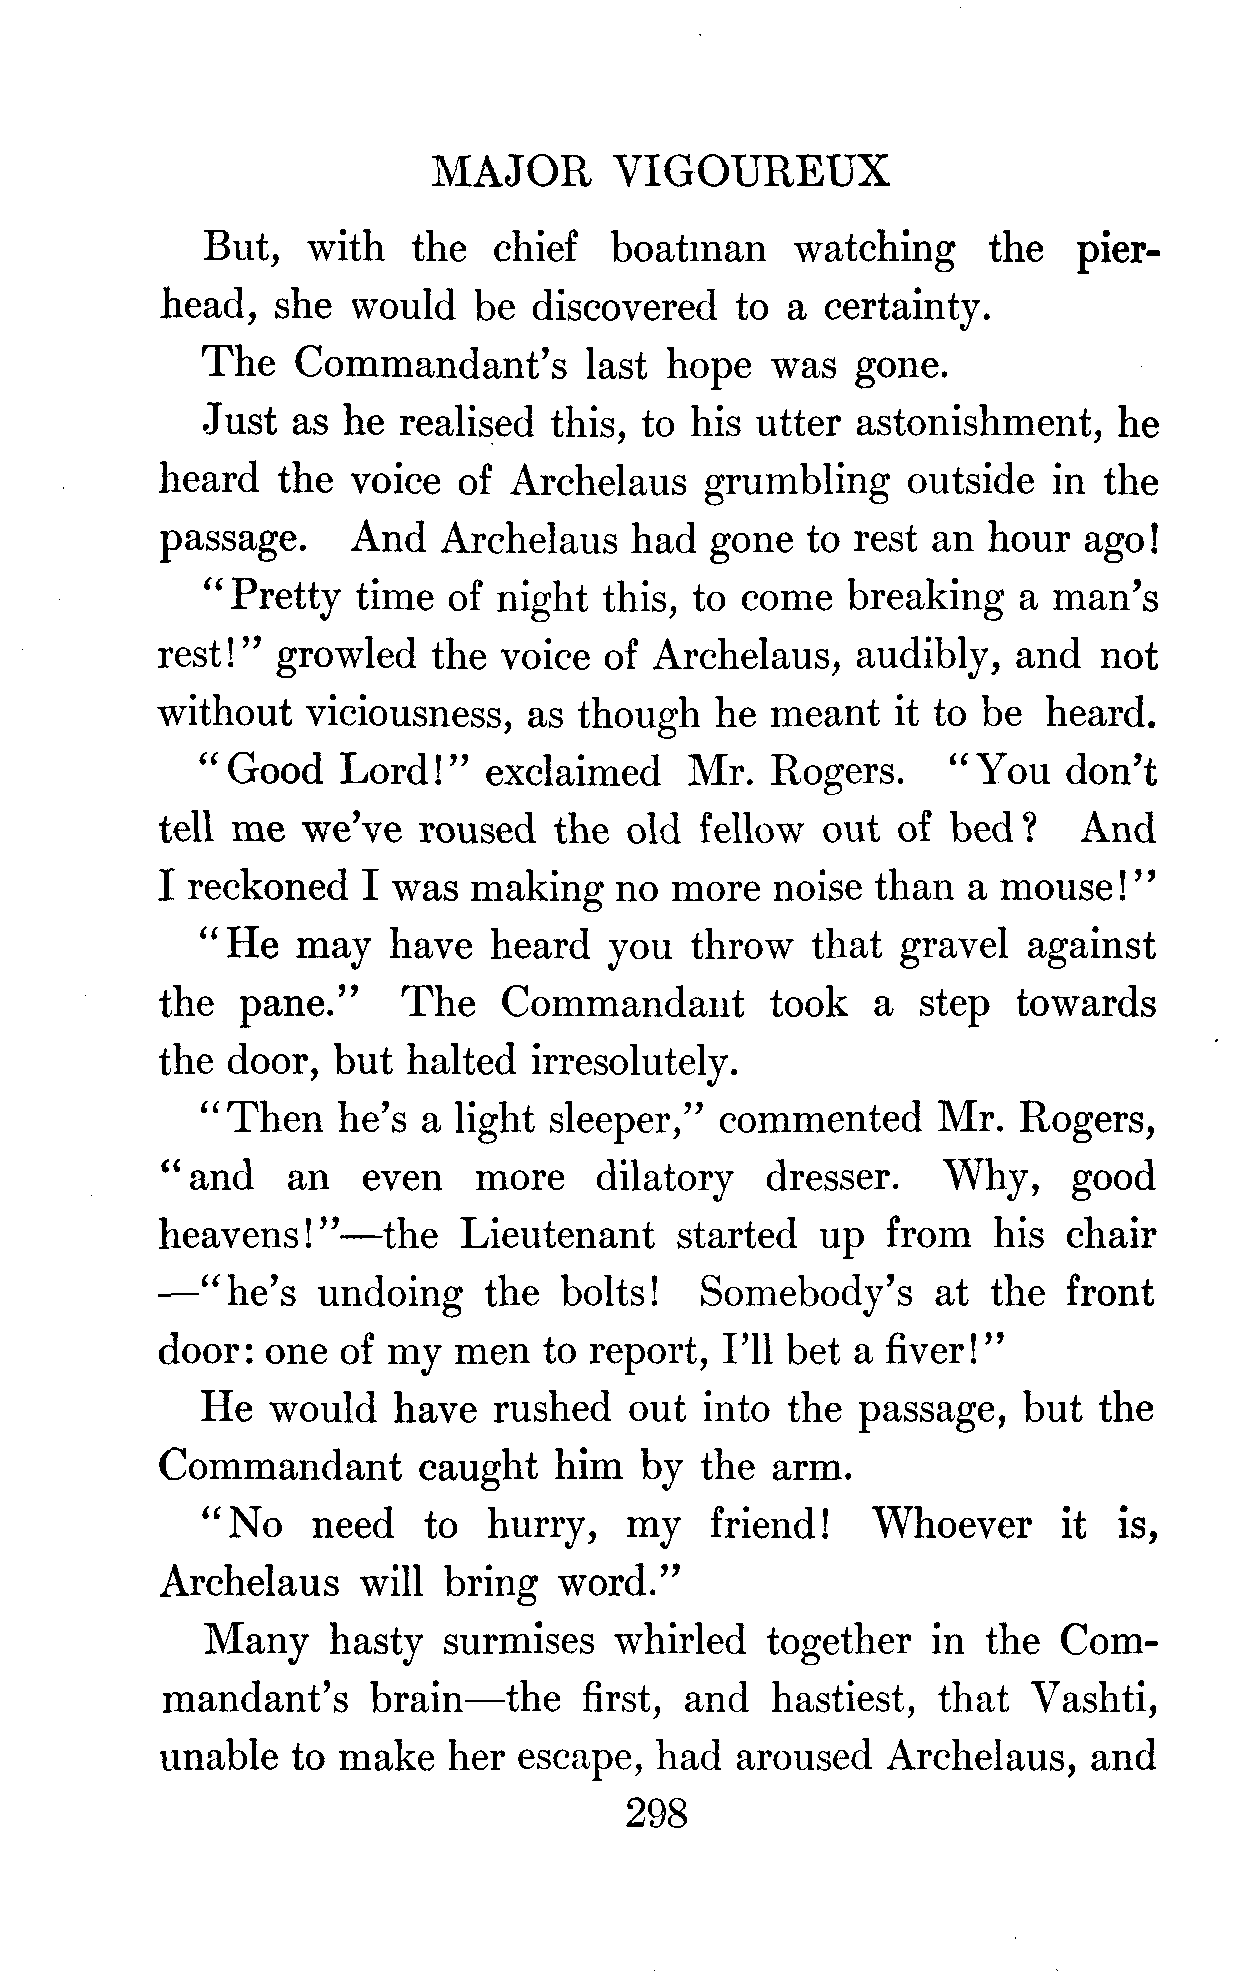 MAJOR VIGOUREUX
But, with the chief boatman watching the pier-
head, she would be discovered to a certainty.
The Commandant's last hope was gone.
Just as he realised this, to his utter astonishment, he
heard the voice of Archelaus grumbling outside in the
passage. And Archelaus had gone to rest an hour ago!
"Pretty time of night this, to come breaking a man's
rest!" growled the voice of Archelaus, audibly, and not
without viciousness, as though he meant it to be heard.
"Good Lord!" exclaimed Mr. Rogers. "You don't
tell me we've roused the old fellow out of bed? And
I reckoned I was making no more noise than a mouse!"
"He may have heard you throw that gravel against
the pane." The Commandant took a step towards
the door, but halted irresolutely.
"Then he's a light sleeper," commented Mr. Rogers,
"and an even more dilatory dresser. Why, good
heavens!"—the Lieutenant started up from his chair
—"he's undoing the bolts! Somebody's at the front
door: one of my men to report, I'll bet a fiver!"
He would have rushed out into the passage, but the
Commandant caught him by the arm.
"No need to hurry, my friend! Whoever it is,
Archelaus will bring word."
Many hasty surmises whirled together in the Com-
mandant's brain—the first, and hastiest, that Vashti,
unable to make her escape, had aroused Archelaus, and
298